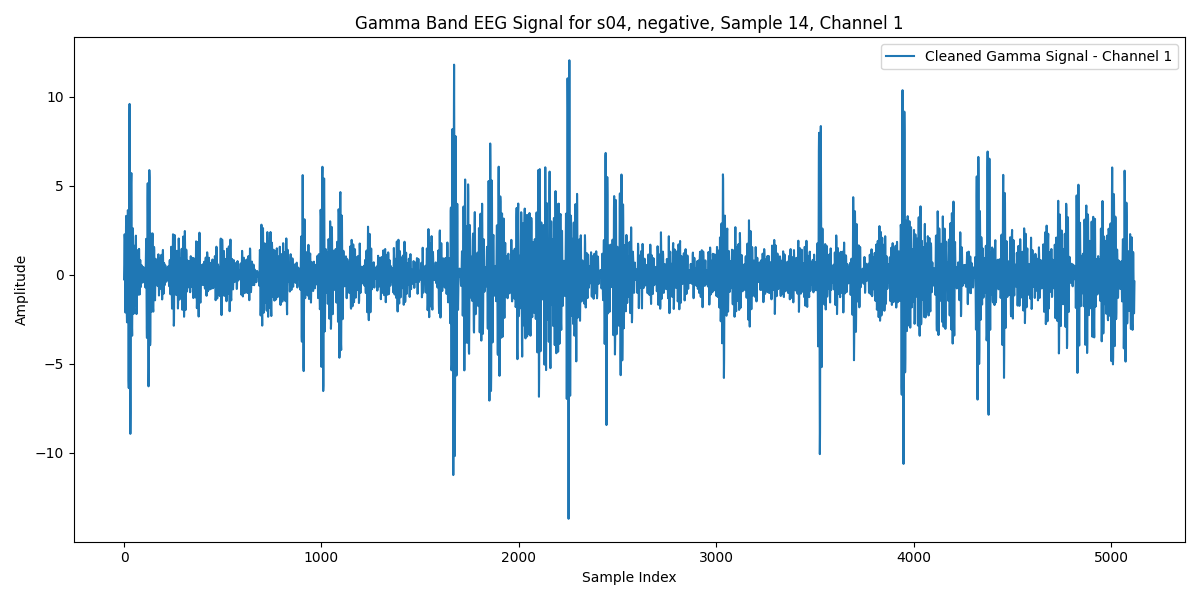 Gamma Band EEG Signal for s04, negative, Sample 14, Channel 1
Cleaned Gamma Signal - Channel 1
Amplitude
10
5
0
−5
−10
0 1000 2000 3000 4000 5000
Sample Index